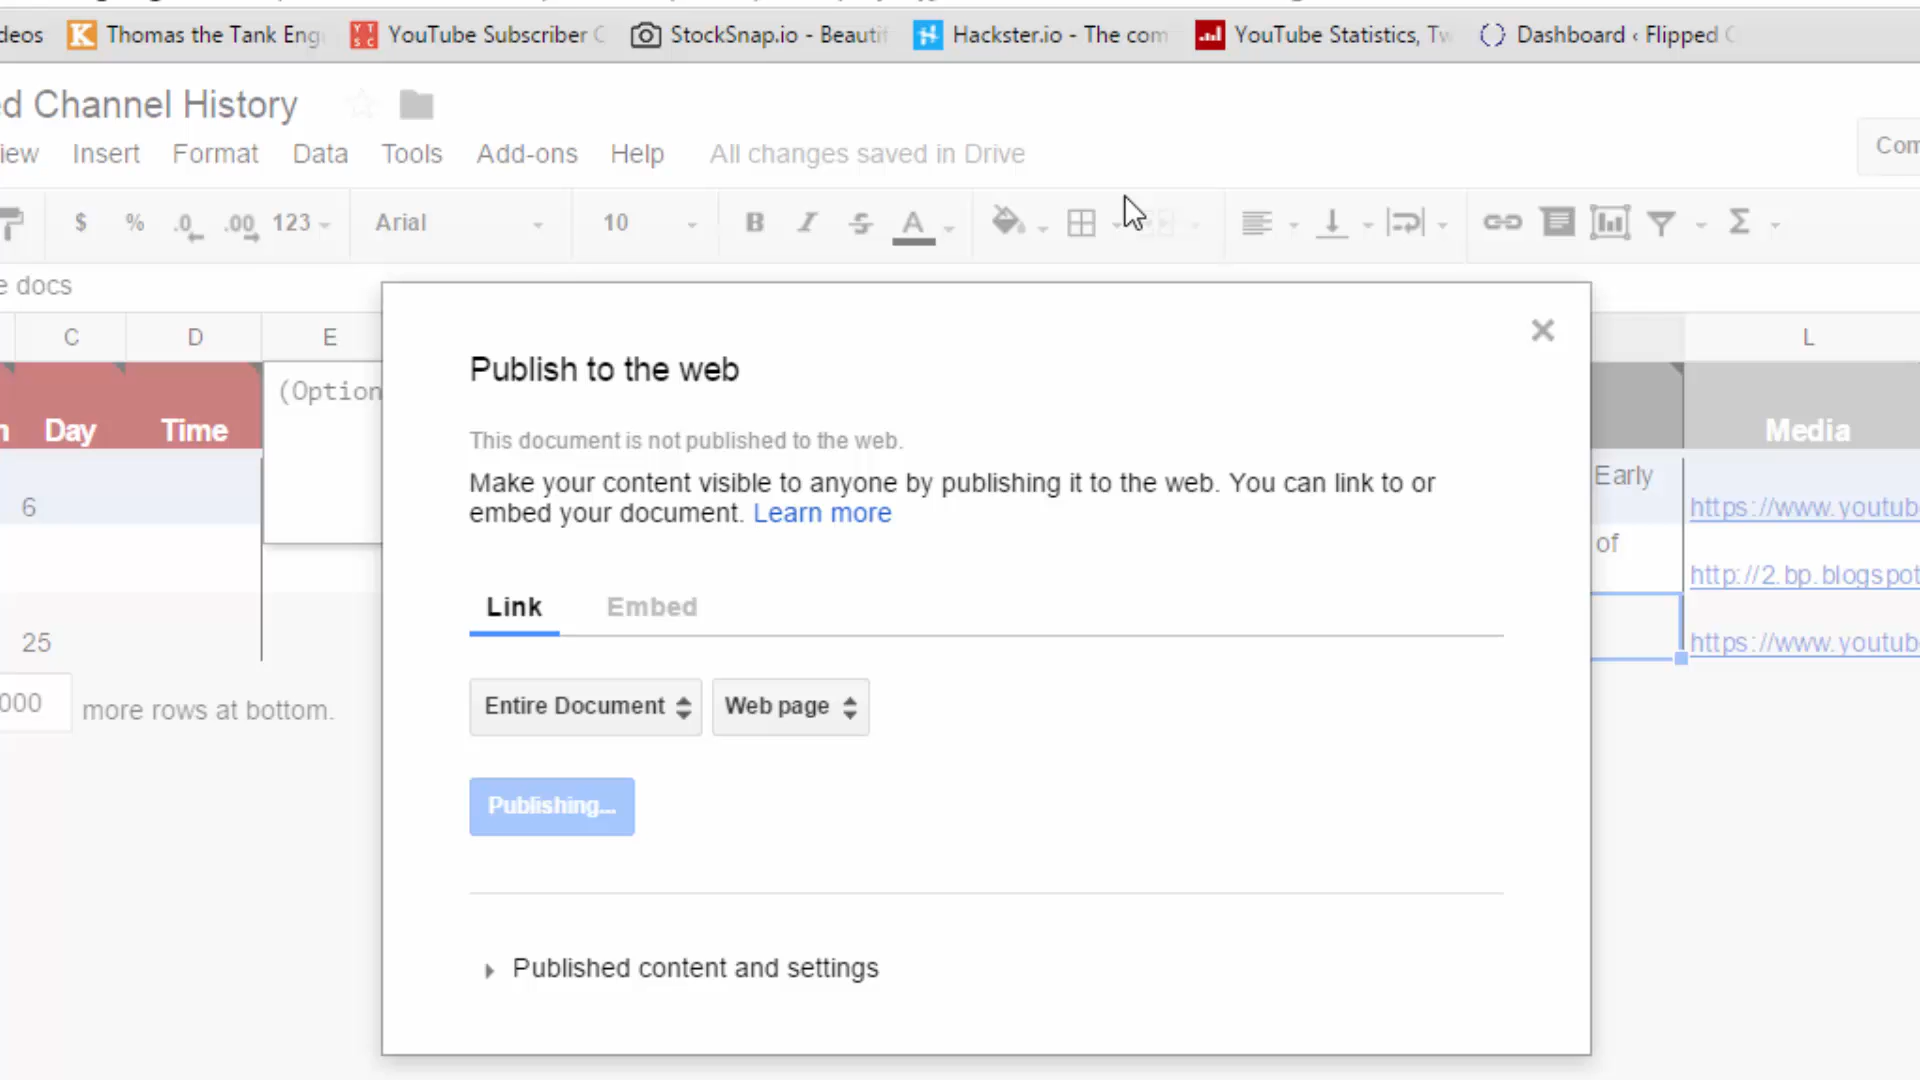 deos Thomas the Tank Eng YouTube Subscriber C StockSnap.io - Beautif Hackster.io - The com YouTube Statistics, Tw Dashboard ‹ Flipped C
d Channel History
iew Insert Format Data Tools Add-ons Help All changes saved in Drive
Com
$ % .0 .00 123 Arial 10 B I S A Σ
e docs
C D E L
(Option
Day Time Media
Publish to the web
This document is not published to the web.
Make your content visible to anyone by publishing it to the web. You can link to or
embed your document. Learn more
Early
6
https://www.youtub
of
http://2.bp.blogspot
Link Embed
25
https://www.youtub
000 more rows at bottom.
Entire Document Web page
Publishing...
Published content and settings